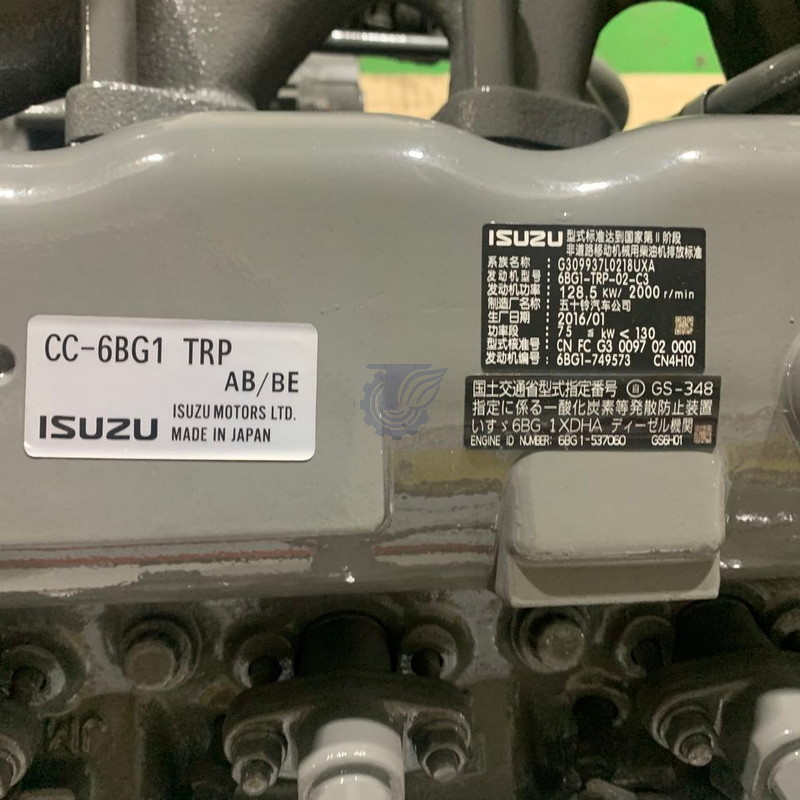 CC-6BG1 TRP
AB/BE
ISUZU
ISUZU MOTORS LTD.
MADE IN JAPAN
ISUZU 型式标准达到国家第Ⅱ阶段
非道路移动机械用柴油机排放标准
系族名称 : G309937L0218UXA
发动机型号 : 6BG1-TRP-02-C3
发动机功率 : 128.5 kW/ 2000 r/min
制造厂名称 : 五十铃汽车公司
生产日期 : 2016/01
功率段 : 75 ≦ kW < 130
型式核准号 : CN FC G3 0097 02 0001
发动机编号 : 6BG1-749573 CN4H10
国土交通省型式指定番号 自 GS-348
指定に係る一酸化炭素等発散防止装置
いすゞ6BG 1XDHA ディーゼル機関
ENGINE ID NUMBER: 6BG1-537060 GS6H01